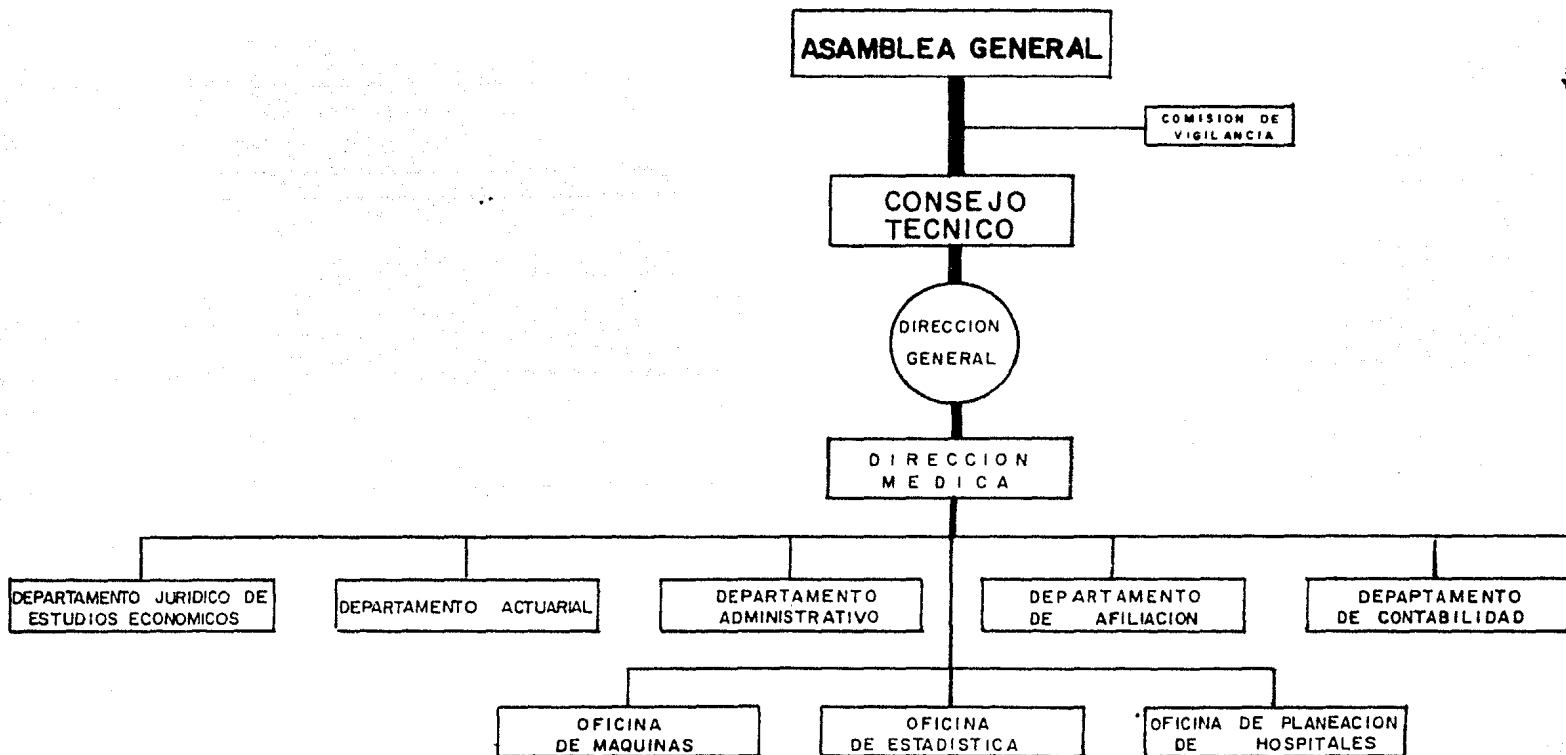 ASAMBLEA GENERAL
COMISION DE
VIGILANCIA
CONSEJO
TECNICO
DIRECCION
GENERAL
DIRECCION
MEDICA
DEPARTAMENTO JURIDICO DE
ESTUDIOS ECONOMICOS
DEPARTAMENTO ACTUARIAL
DEPARTAMENTO
ADMINISTRATIVO
DEPARTAMENTO
DE AFILIACION
DEPAPTAMENTO
DE CONTABILIDAD
OFICINA
DE MAQUINAS
OFICINA
DE ESTADISTICA
OFICINA DE PLANEACION
DE HOSPITALES